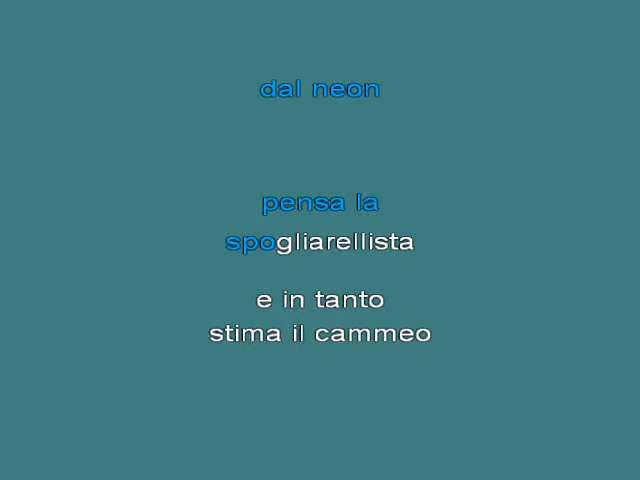 dal neon
pensa la
spogliarellista
e in tanto
stima il cammeo